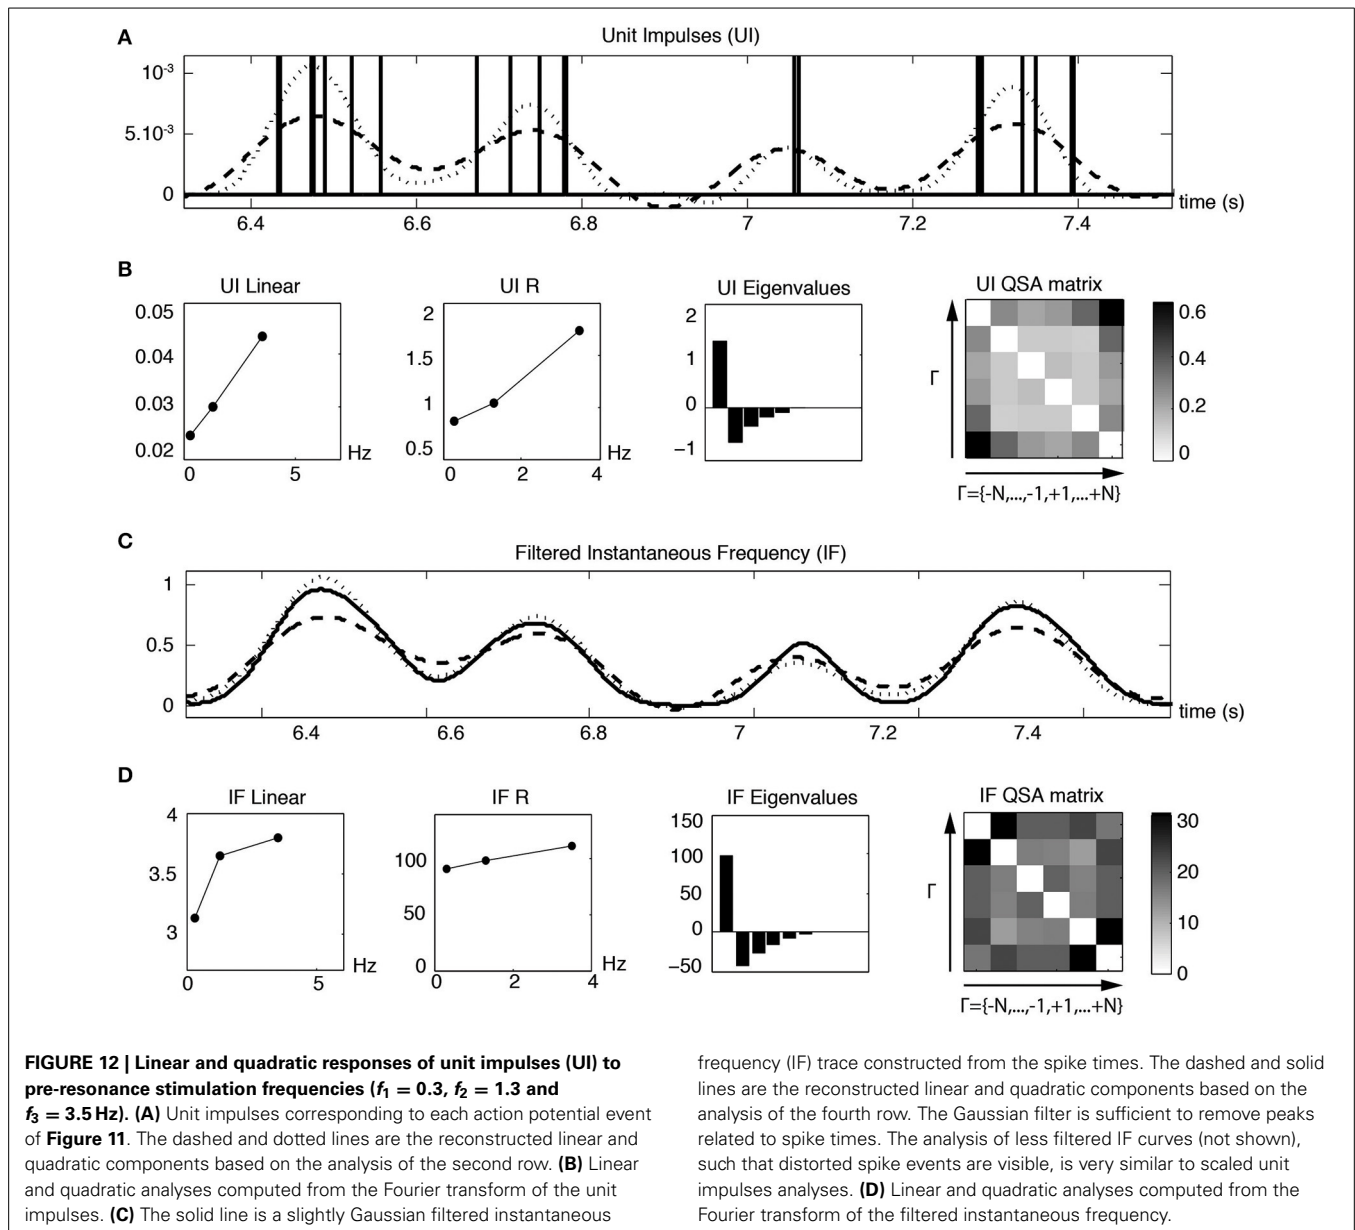 A
Unit Impulses (UI)
10-3
5.10-3
0
time (s)
6.4 6.6 6.8 7 7.2 7.4
B
UI Linear
0.05
0.04
0.03
0.02
0 5
Hz
UI R
2
1.5
1
0.5
0 2 4
UI Eigenvalues
2
1
0
−1
UI QSA matrix
Γ
Γ={-N,...,-1,+1,...+N}
0.6
0.4
0.2
0
C
Filtered Instantaneous Frequency (IF)
1
0.5
0
time (s)
6.4 6.6 6.8 7 7.2 7.4
D
IF Linear
4
3.5
3
0 5
Hz
IF R
100
50
0
0 2 4
Hz
IF Eigenvalues
150
100
50
0
−50
IF QSA matrix
Γ
Γ={-N,...,-1,+1,...+N}
30
20
10
0
FIGURE 12 | Linear and quadratic responses of unit impulses (UI) to
pre-resonance stimulation frequencies (f1 = 0.3, f2 = 1.3 and
f3 = 3.5 Hz). (A) Unit impulses corresponding to each action potential event
of Figure 11. The dashed and dotted lines are the reconstructed linear and
quadratic components based on the analysis of the second row. (B) Linear
and quadratic analyses computed from the Fourier transform of the unit
impulses. (C) The solid line is a slightly Gaussian filtered instantaneous
frequency (IF) trace constructed from the spike times. The dashed and solid
lines are the reconstructed linear and quadratic components based on the
analysis of the fourth row. The Gaussian filter is sufficient to remove peaks
related to spike times. The analysis of less filtered IF curves (not shown),
such that distorted spike events are visible, is very similar to scaled unit
impulses analyses. (D) Linear and quadratic analyses computed from the
Fourier transform of the filtered instantaneous frequency.